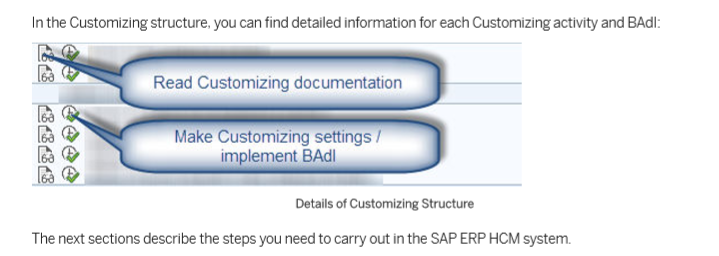 In the Customizing structure, you can find detailed information for each Customizing activity and BAdI:
Read Customizing documentation
Make Customizing settings /
implement BAdI
Details of Customizing Structure
The next sections describe the steps you need to carry out in the SAP ERP HCM system.